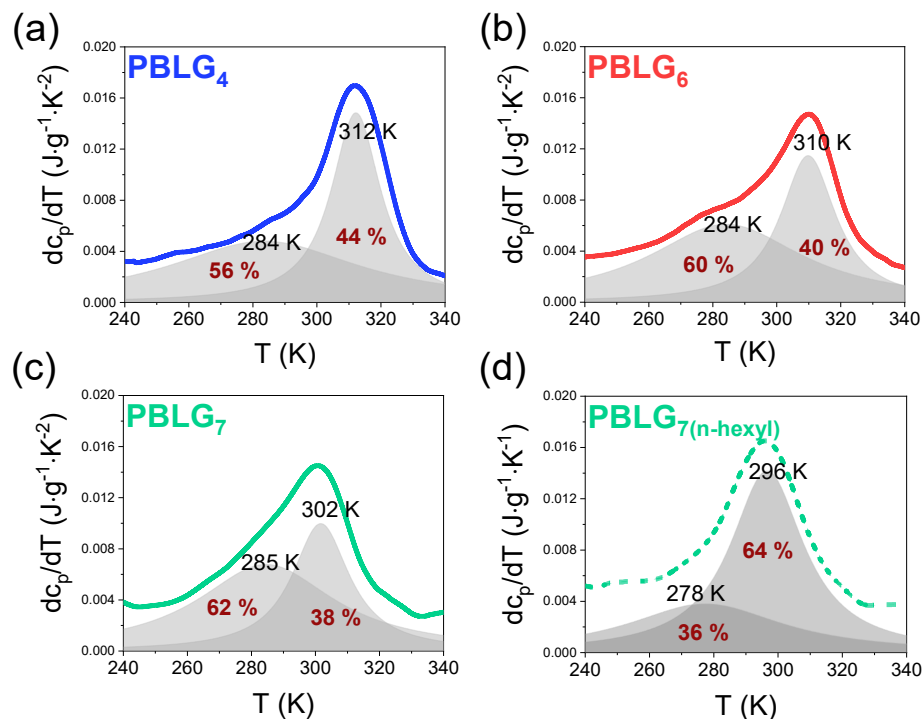 (a)
PBLG4
dcp/dT (J·g-1·K-2)
0.020
0.016
0.012
0.008
0.004
0.000
312 K
284 K
44 %
56 %
240 260 280 300 320 340
T (K)
(b)
PBLG6
dcp/dT (J·g-1·K-2)
0.020
0.016
0.012
0.008
0.004
0.000
310 K
284 K
40 %
60 %
240 260 280 300 320 340
T (K)
(c)
PBLG7
dcp/dT (J·g-1·K-2)
0.020
0.016
0.012
0.008
0.004
0.000
302 K
285 K
62 %
38 %
240 260 280 300 320 340
T (K)
(d)
PBLG7(n-hexyl)
dcp/dT (J·g-1·K-1)
0.020
0.016
0.012
0.008
0.004
0.000
296 K
64 %
278 K
36 %
240 260 280 300 320 340
T (K)